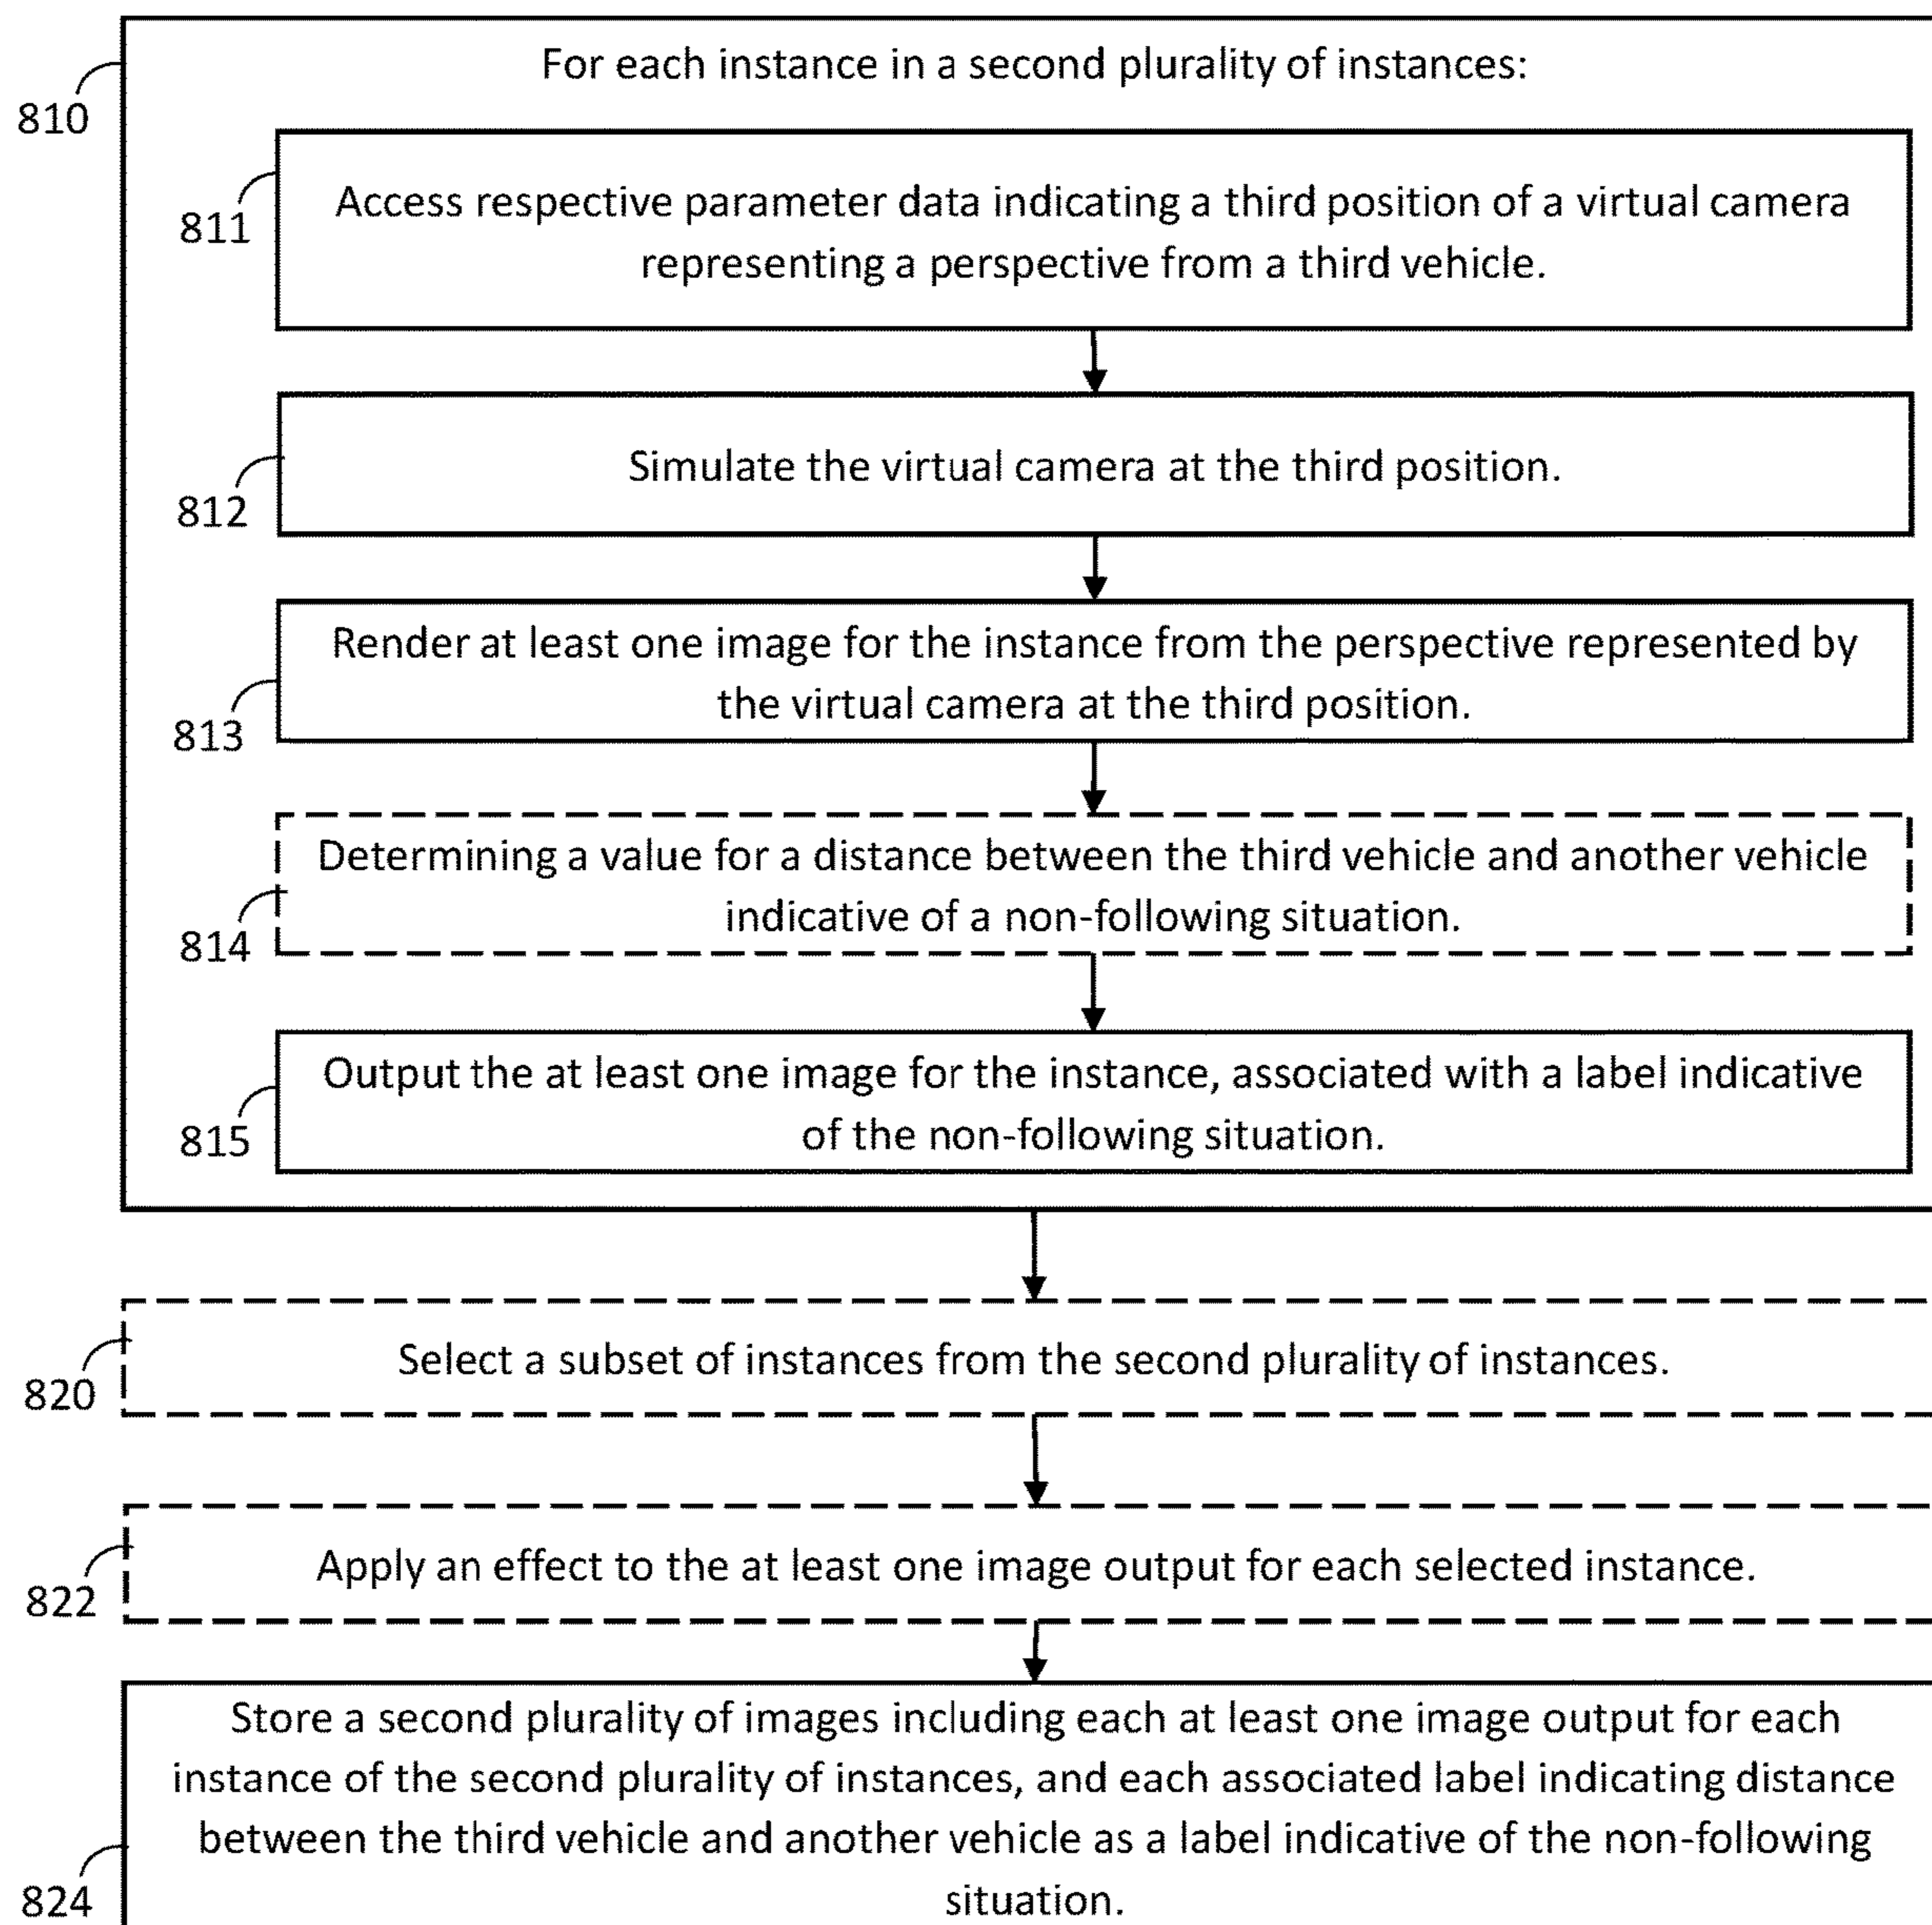 For each instance in a second plurality of instances:
810
Access respective parameter data indicating a third position of a virtual camera
representing a perspective from a third vehicle.
811
Simulate the virtual camera at the third position.
812
Render at least one image for the instance from the perspective represented by
the virtual camera at the third position.
813
Determining a value for a distance between the third vehicle and another vehicle
indicative of a non-following situation.
814
Output the at least one image for the instance, associated with a label indicative
of the non-following situation.
815
Select a subset of instances from the second plurality of instances.
820
Apply an effect to the at least one image output for each selected instance.
822
Store a second plurality of images including each at least one image output for each
instance of the second plurality of instances, and each associated label indicating distance
between the third vehicle and another vehicle as a label indicative of the non-following
situation.
824